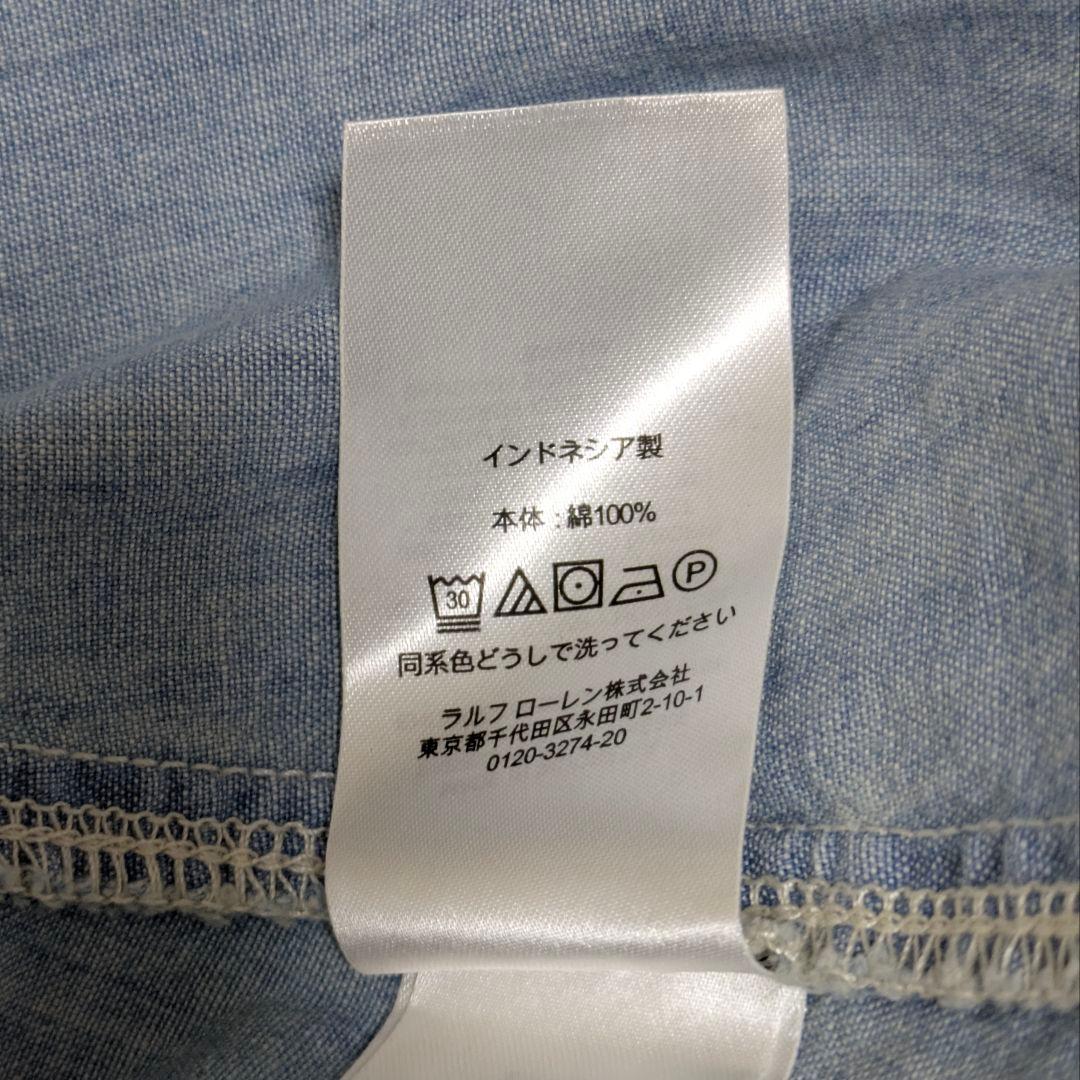 インドネシア製
本体 : 綿100%
30 P
同系色どうしで洗ってください
ラルフ ローレン株式会社
東京都千代田区永田町2-10-1
0120-3274-20